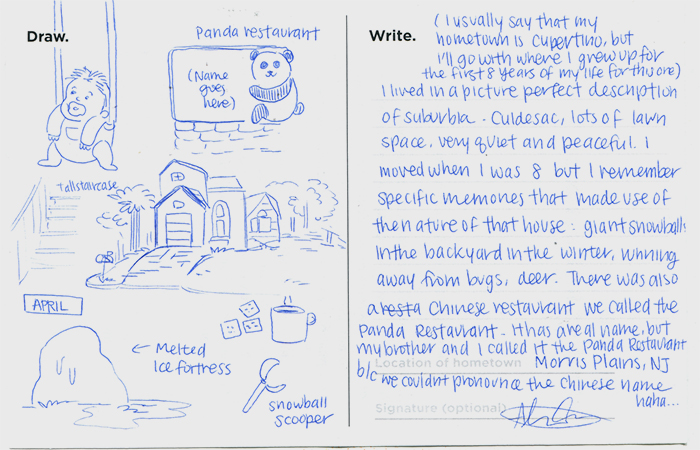 Draw.
Panda restaurant
(Name
goes
here)
Tall staircase
APRIL
← Melted
Ice fortress
snowball
scooper
Write.
(I usually say that my
hometown is Cupertino, but
I'll go with where I grew up for
the first 8 years of my life for this one)
I lived in a picture perfect description
of suburbia. Culdesac, lots of lawn
space, very quiet and peaceful. I
moved when I was 8 but I remember
specific memories that made use of
the nature of that house: giant snowballs
in the backyard in the winter, running
away from bugs, deer. There was also
a resta Chinese restaurant we called the
Panda Restaurant - It has a real name, but
my brother and I called it the Panda Restaurant
Location of hometown Morris Plains, NJ
b/c we couldnt pronounce the Chinese name
haha...
Signature (optional)